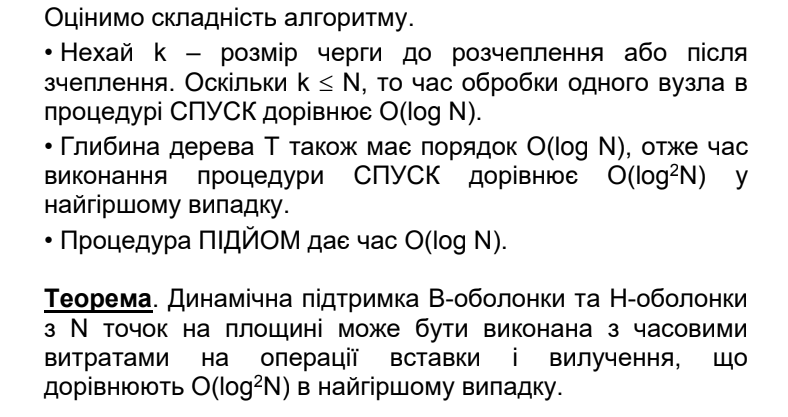 Оцінимо складність алгоритму.
• Нехай k – розмір черги до розчеплення або після
зчеплення. Оскільки k ≤ N, то час обробки одного вузла в
процедурі СПУСК дорівнює O(log N).
• Глибина дерева T також має порядок O(log N), отже час
виконання процедури СПУСК дорівнює O(log²N) у
найгіршому випадку.
• Процедура ПІДЙОМ дає час O(log N).
Теорема. Динамічна підтримка В-оболонки та Н-оболонки
з N точок на площині може бути виконана з часовими
витратами на операції вставки і вилучення, що
дорівнюють O(log²N) в найгіршому випадку.